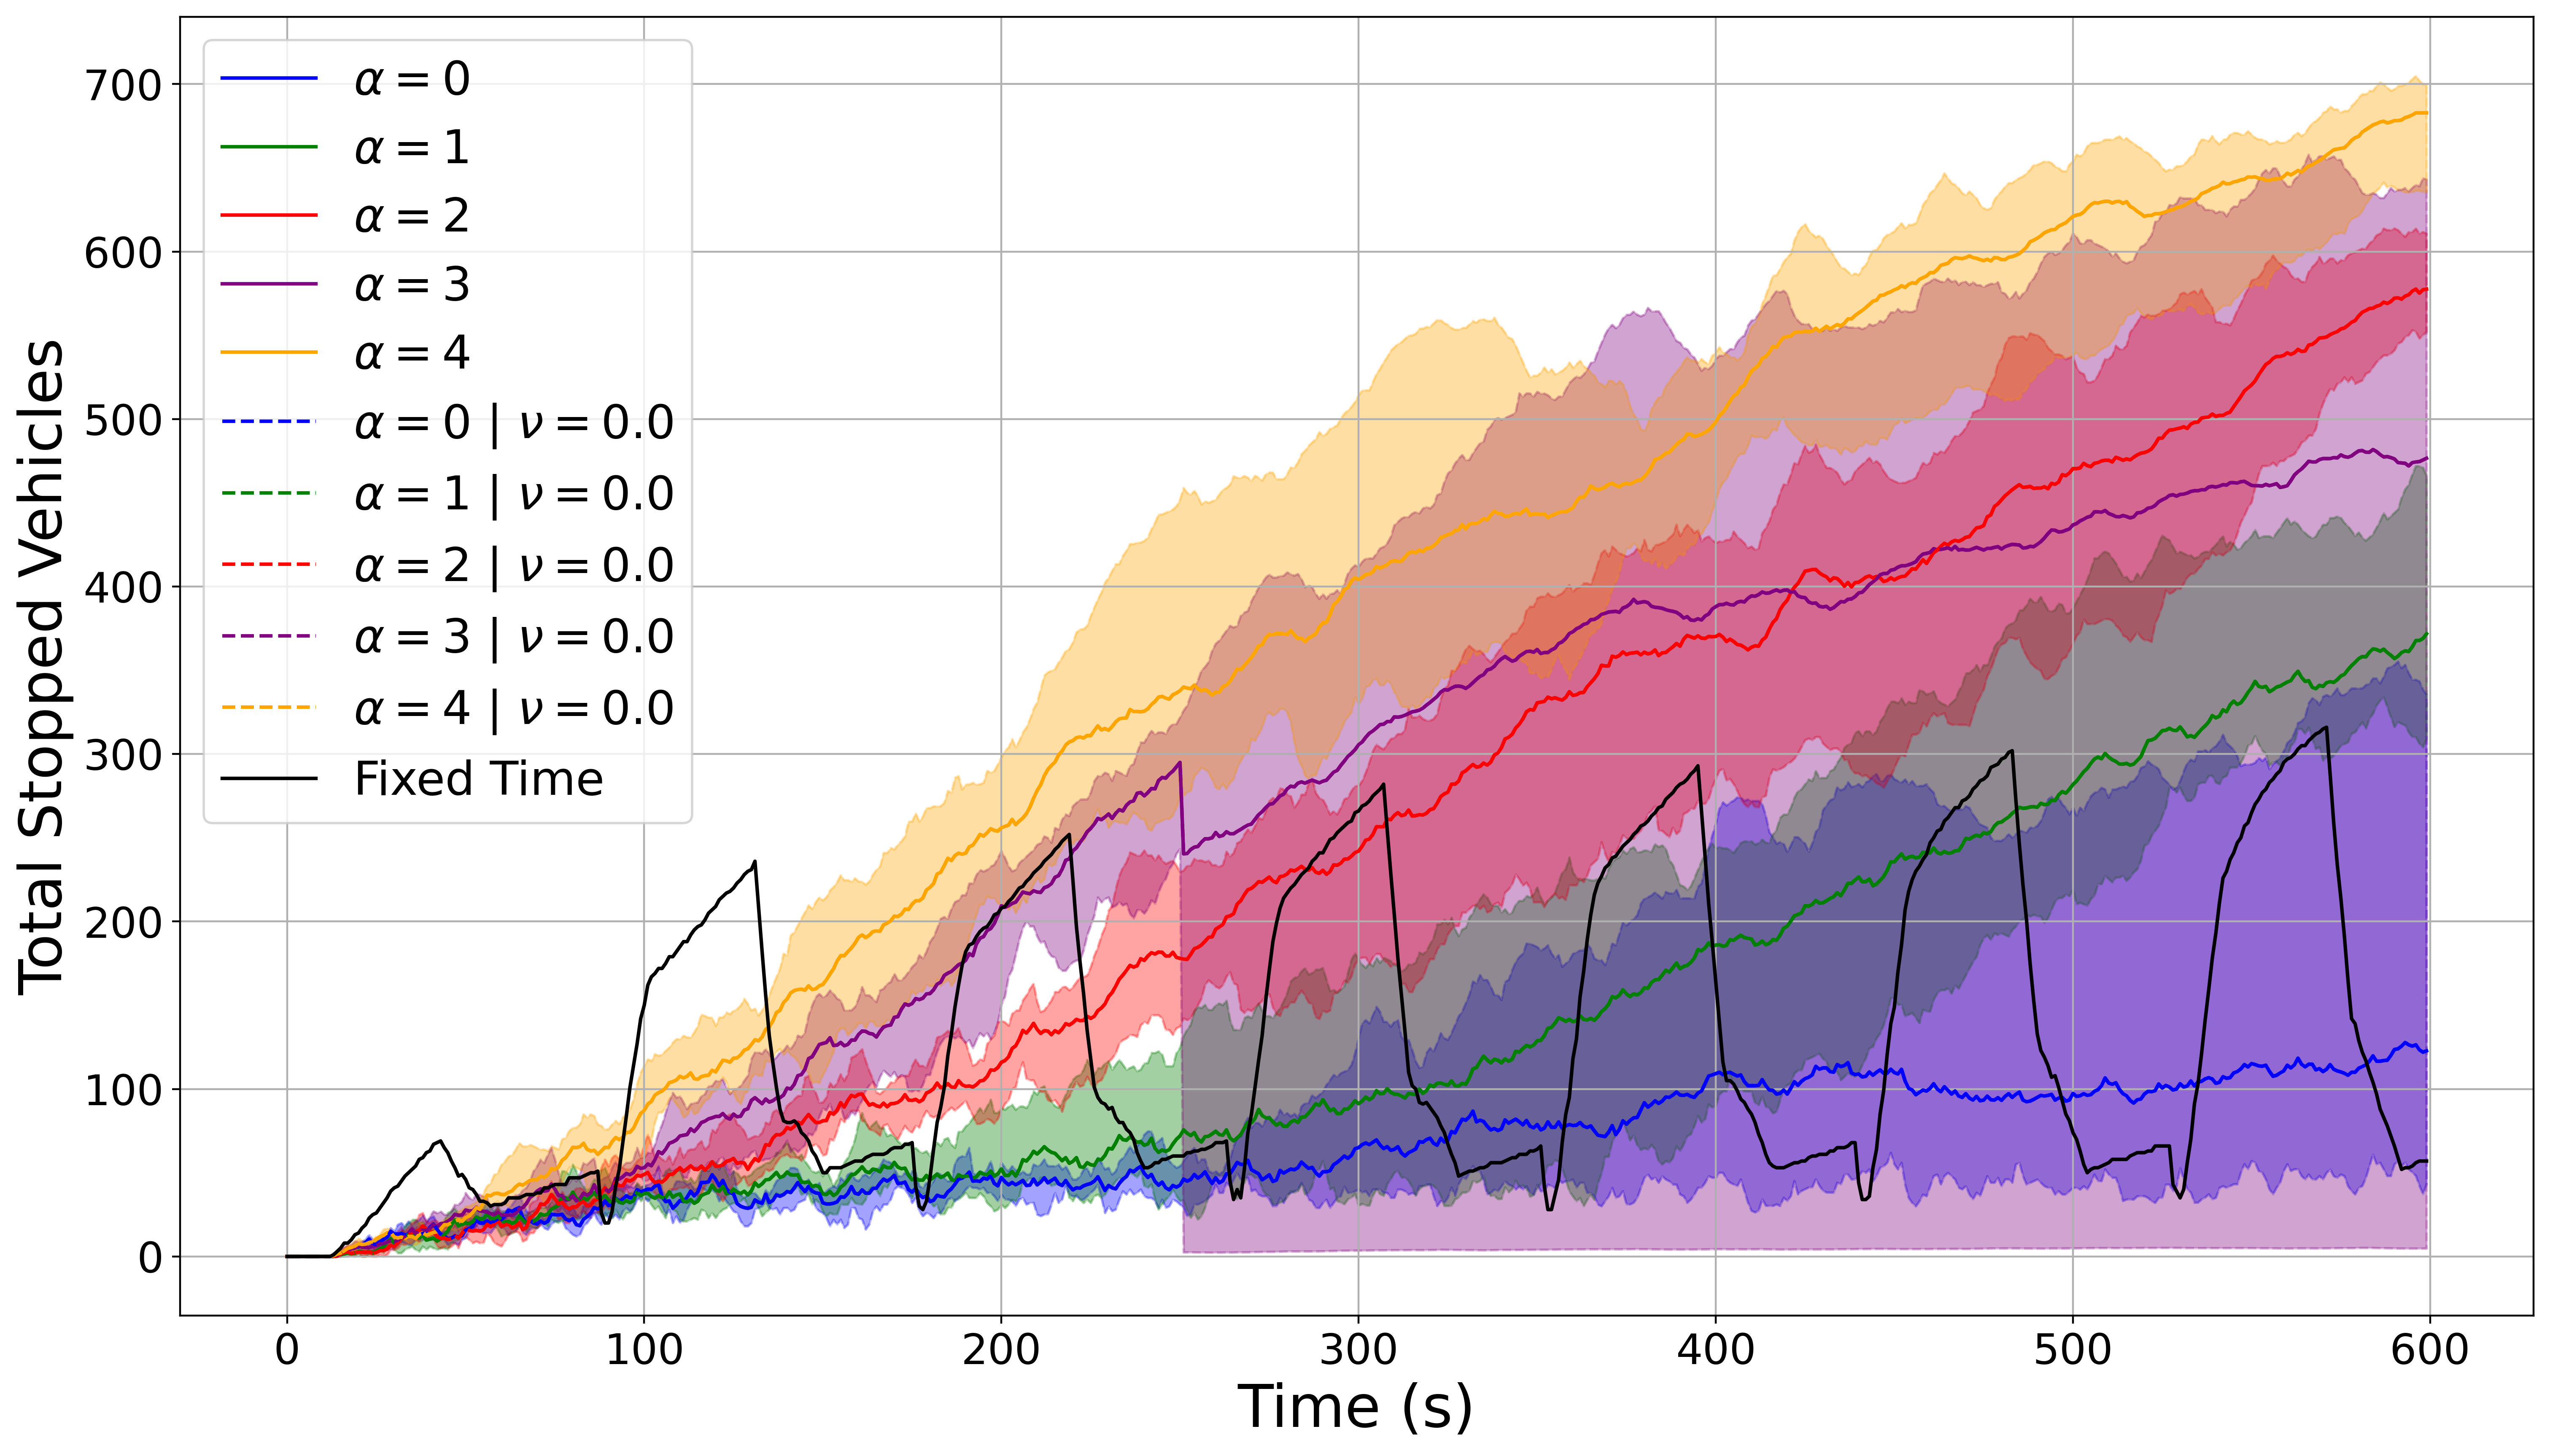 Total Stopped Vehicles
700
600
500
400
300
200
100
0
α = 0
α = 1
α = 2
α = 3
α = 4
α = 0 | ν = 0.0
α = 1 | ν = 0.0
α = 2 | ν = 0.0
α = 3 | ν = 0.0
α = 4 | ν = 0.0
Fixed Time
0 100 200 300 400 500 600
Time (s)